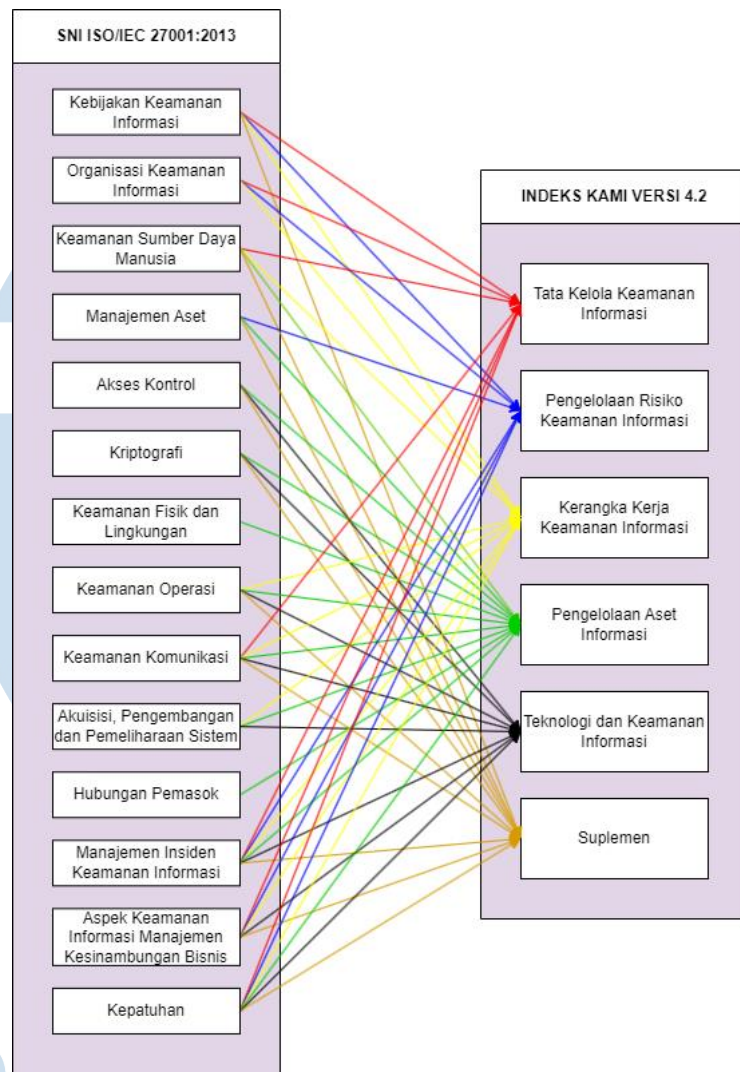 SNI ISO/IEC 27001:2013
Kebijakan Keamanan
Informasi
Organisasi Keamanan
Informasi
Keamanan Sumber Daya
Manusia
Manajemen Aset
Akses Kontrol
Kriptografi
Keamanan Fisik dan
Lingkungan
Keamanan Operasi
Keamanan Komunikasi
Akuisisi, Pengembangan
dan Pemeliharaan Sistem
Hubungan Pemasok
Manajemen Insiden
Keamanan Informasi
Aspek Keamanan
Informasi Manajemen
Kesinambungan Bisnis
Kepatuhan
INDEKS KAMI VERSI 4.2
Tata Kelola Keamanan
Informasi
Pengelolaan Risiko
Keamanan Informasi
Kerangka Kerja
Keamanan Informasi
Pengelolaan Aset
Informasi
Teknologi dan Keamanan
Informasi
Suplemen